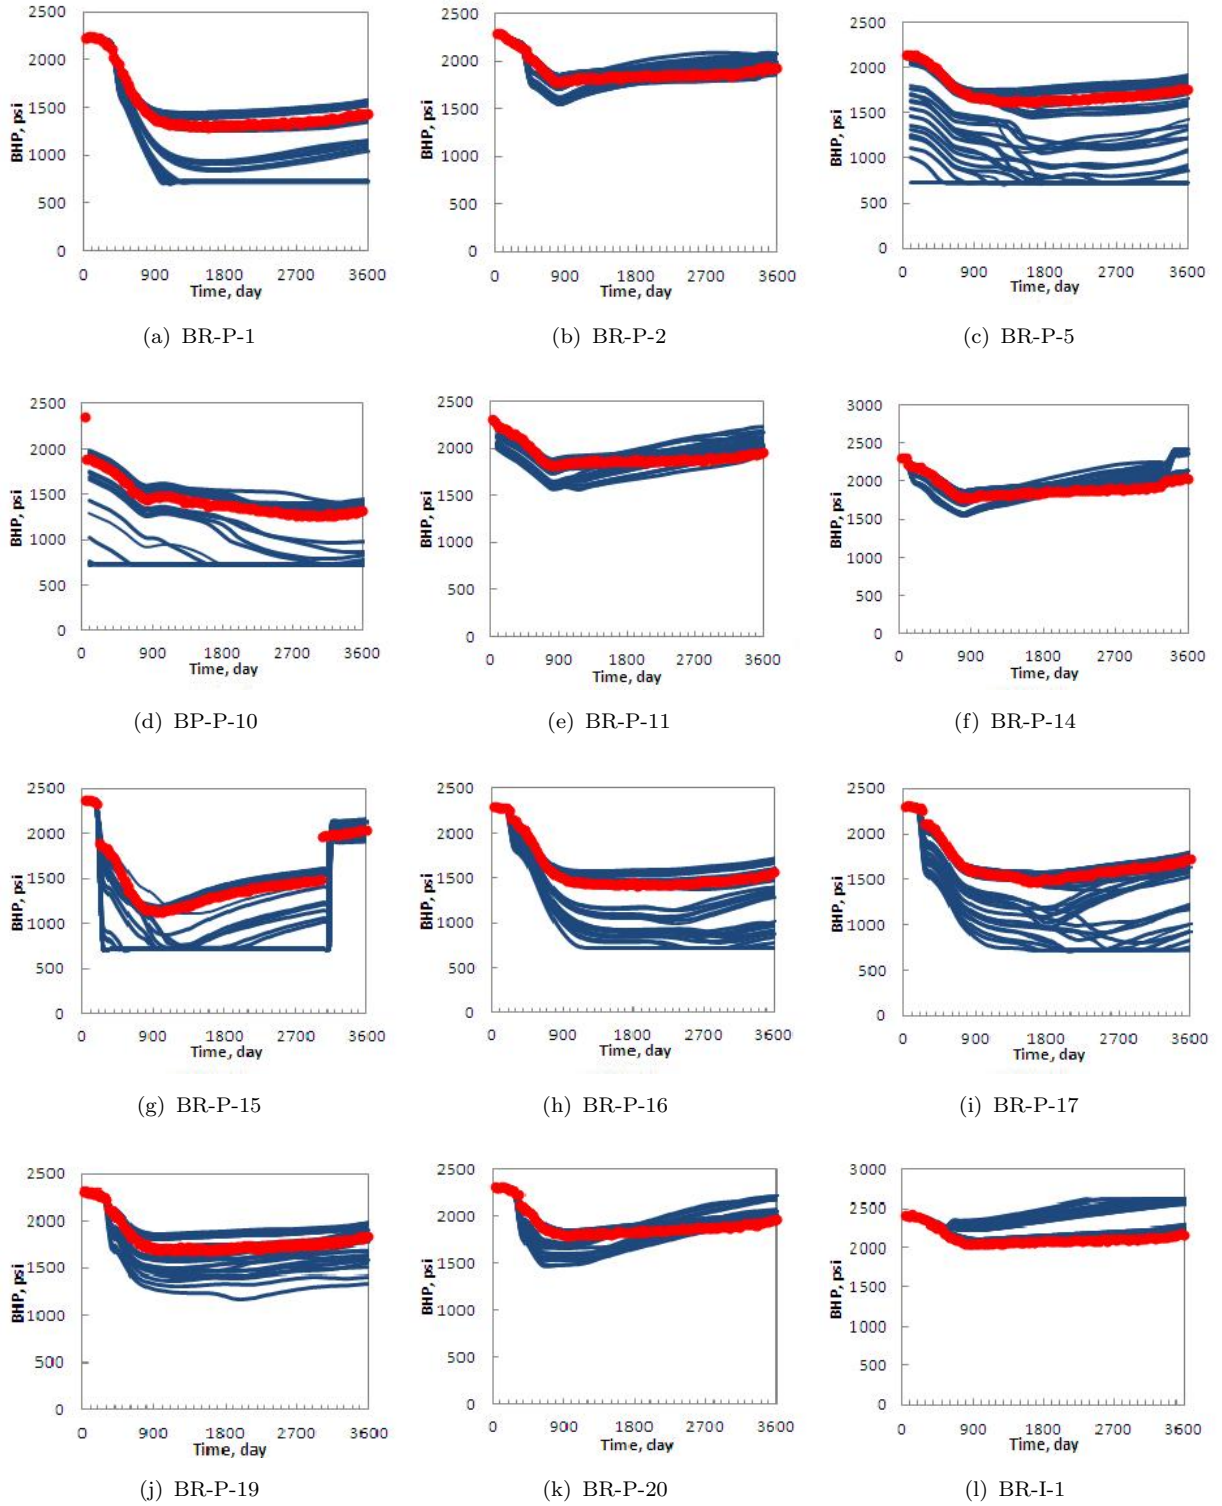 2500
2000
1500
1000
500
0
BHP, psi
0 900 1800 2700 3600
Time, day
(a) BR-P-1
2500
2000
1500
1000
500
0
BHP, psi
0 900 1800 2700 3600
Time, day
(b) BR-P-2
2500
2000
1500
1000
500
0
BHP, psi
0 900 1800 2700 3600
Time, day
(c) BR-P-5
2500
2000
1500
1000
500
0
BHP, psi
0 900 1800 2700 3600
Time, day
(d) BP-P-10
2500
2000
1500
1000
500
0
BHP, psi
0 900 1800 2700 3600
Time, day
(e) BR-P-11
3000
2500
2000
1500
1000
500
0
BHP, psi
0 900 1800 2700 3600
Time, day
(f) BR-P-14
2500
2000
1500
1000
500
0
BHP, psi
0 900 1800 2700 3600
Time, day
(g) BR-P-15
2500
2000
1500
1000
500
0
BHP, psi
0 900 1800 2700 3600
Time, day
(h) BR-P-16
2500
2000
1500
1000
500
0
BHP, psi
0 900 1800 2700 3600
Time, day
(i) BR-P-17
2500
2000
1500
1000
500
0
BHP, psi
0 900 1800 2700 3600
Time, day
(j) BR-P-19
2500
2000
1500
1000
500
0
BHP, psi
0 900 1800 2700 3600
Time, day
(k) BR-P-20
3000
2500
2000
1500
1000
500
0
BHP, psi
0 900 1800 2700 3600
Time, day
(l) BR-I-1